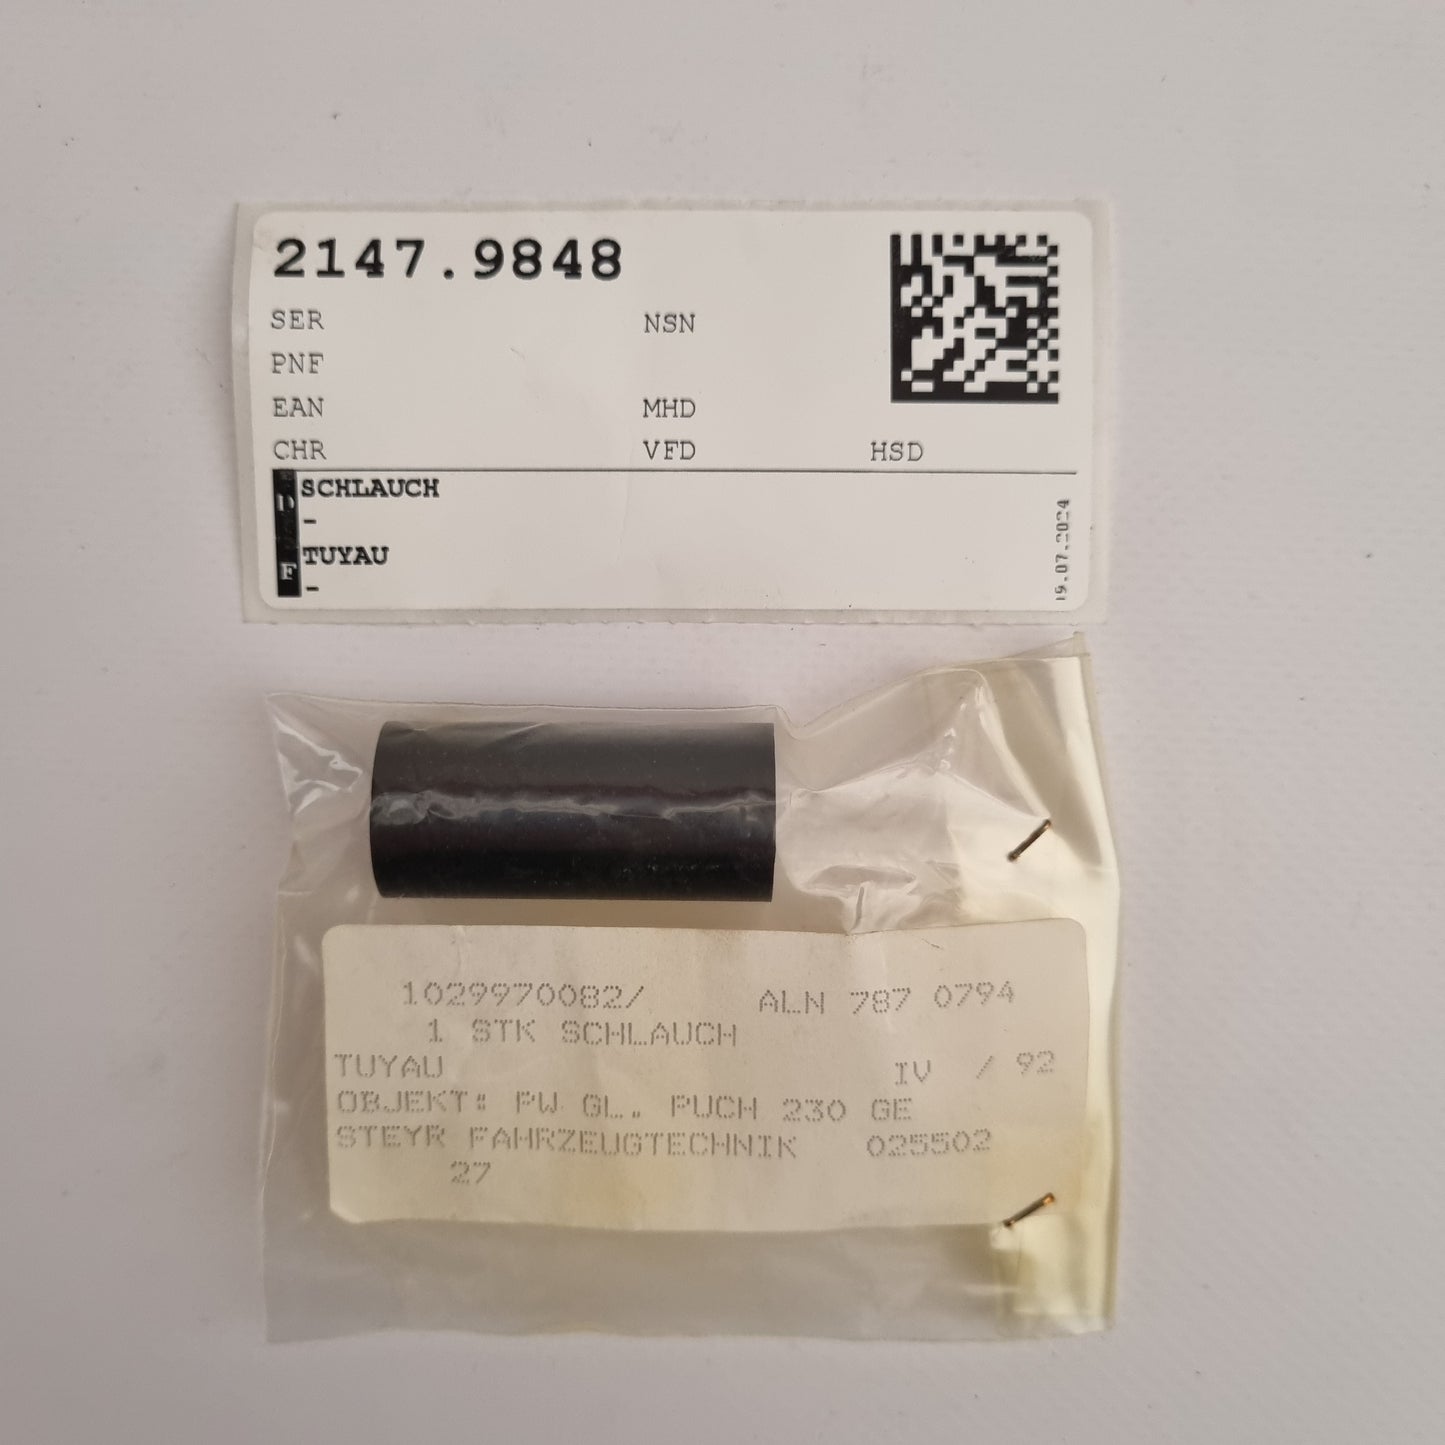 2147.9848
SER NSN
PNF
EAN MHD
CHR VFD HSD
D SCHLAUCH
-
F TUYAU
-
19.07.2024
1029970082/ ALN 787 0794
1 STK SCHLAUCH
TUYAU IV / 92
OBJEKT: PW GL. PUCH 230 GE
STEYR FAHRZEUGTECHNIK 025502
27